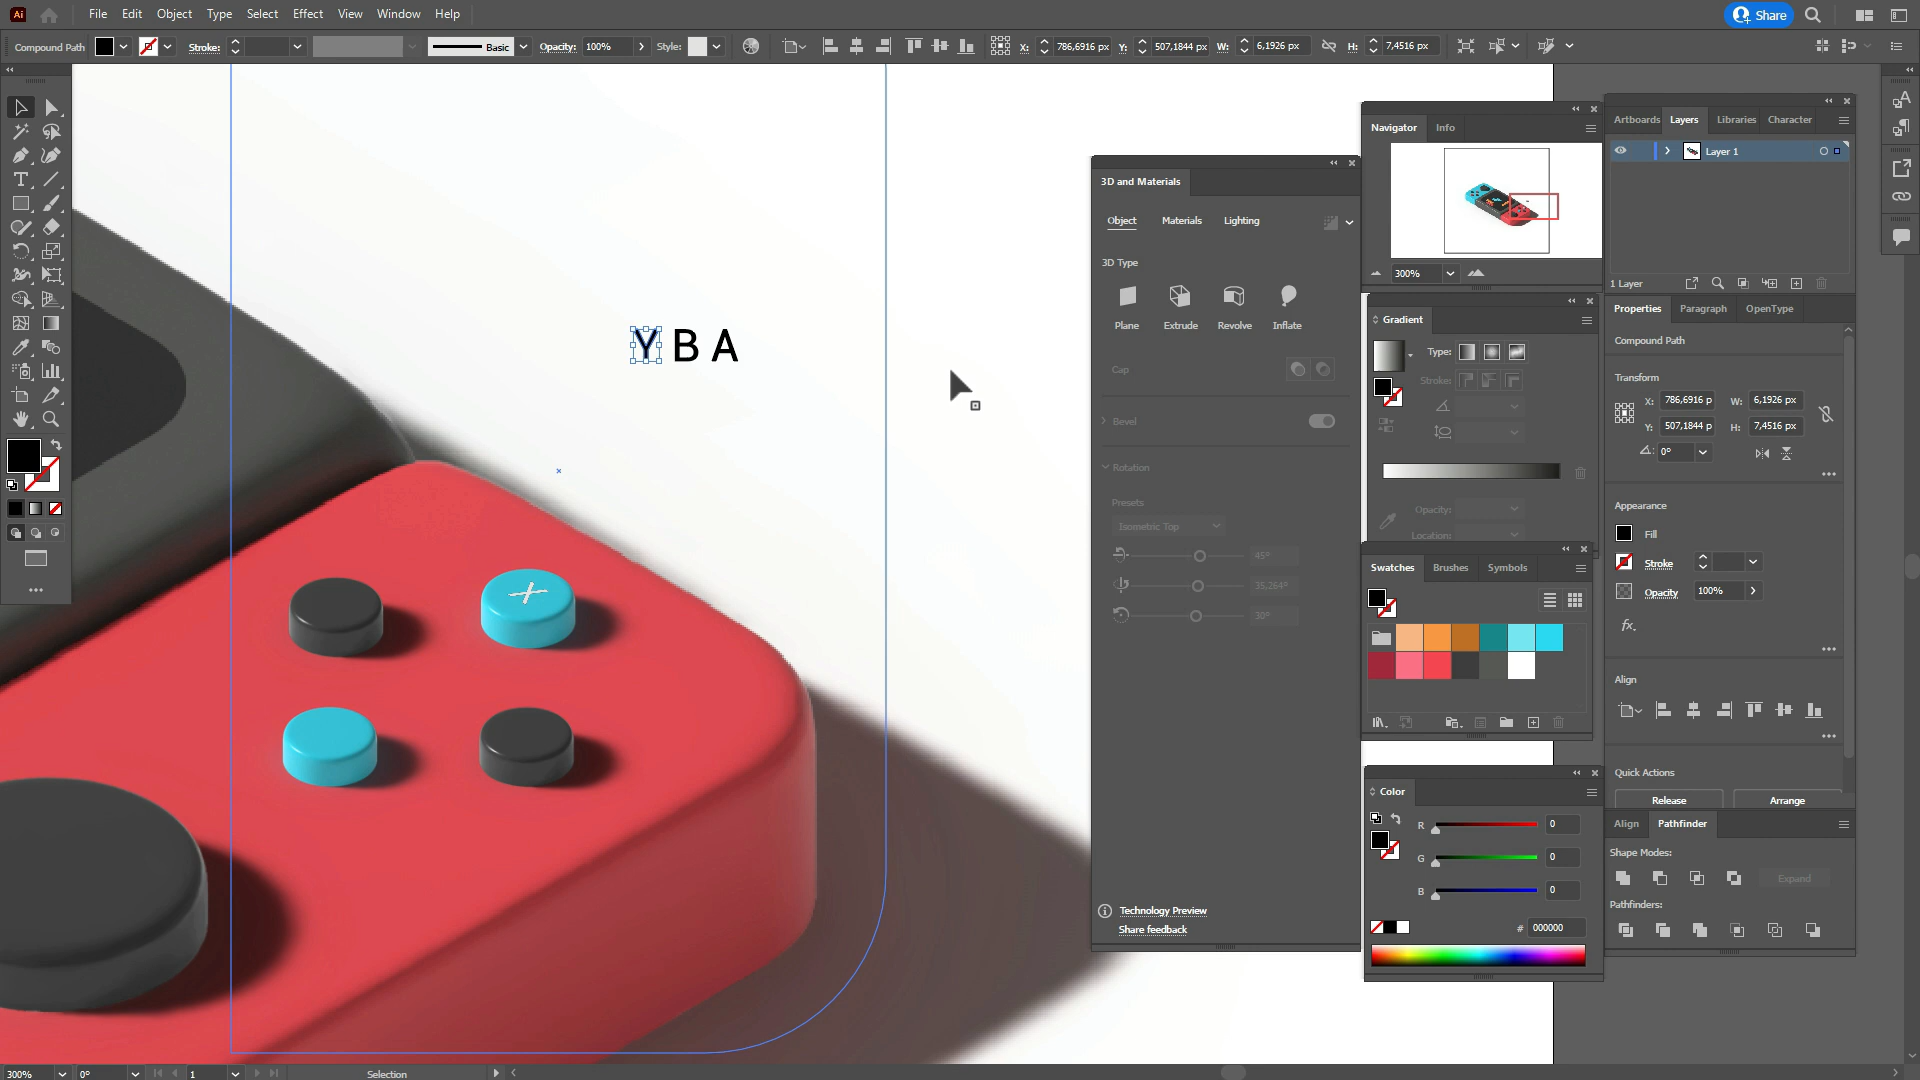 Ai File Edit Object Type Select Effect View Window Help Share
Compound Path Stroke: Basic Opacity: 100% Style: X: 786,6916 px Y: 507,1844 px W: 6,1926 px H: 7,4516 px
Navigator Info
300%
Artboards Layers Libraries Character
Layer 1
1 Layer
3D and Materials
Object Materials Lighting
3D Type
Plane Extrude Revolve Inflate
Cap
Bevel
Rotation
Presets
Isometric Top
45°
35,264°
30°
Technology Preview
Share feedback
Y B A
X
Gradient
Type:
Stroke:
Opacity:
Location:
Swatches Brushes Symbols
Color
R 0
G 0
B 0
# 000000
Properties Paragraph OpenType
Compound Path
Transform
X: 786,6916 p W: 6,1926 px
Y: 507,1844 p H: 7,4516 px
0°
Appearance
Fill
Stroke
Opacity 100%
fx.
Align
Quick Actions
Release Arrange
Align Pathfinder
Shape Modes:
Expand
Pathfinders:
300% 0° 1 Selection